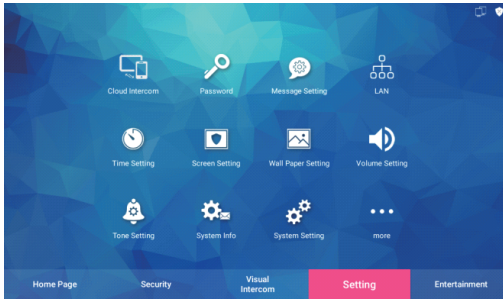 Cloud Intercom
Password
Message Setting
LAN
Time Setting
Screen Setting
Wall Paper Setting
Volume Setting
Tone Setting
System Info
System Setting
more
Home Page
Security
Visual
Intercom
Setting
Entertainment